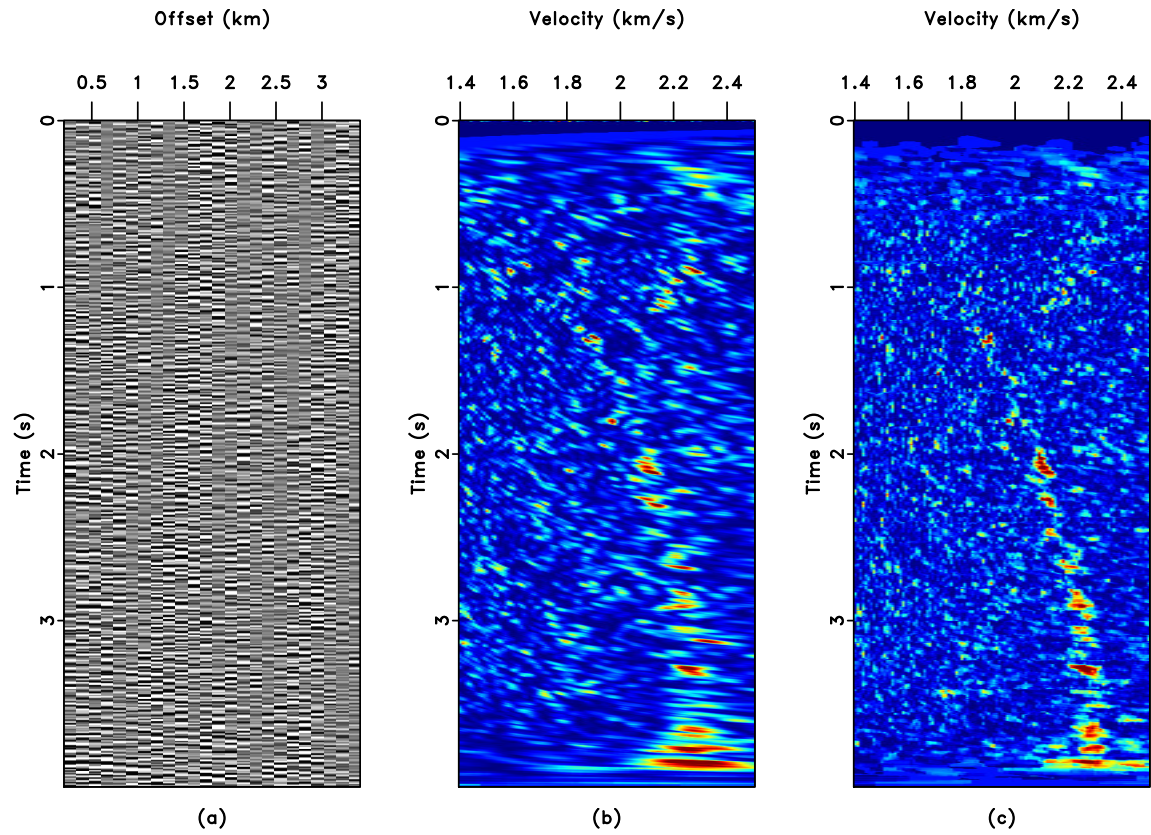 Offset (km) Velocity (km/s) Velocity (km/s)
0.5 1 1.5 2 2.5 3 1.4 1.6 1.8 2 2.2 2.4 1.4 1.6 1.8 2 2.2 2.4
0 0 0
1 1 1
Time (s) Time (s) Time (s)
2 2 2
3 3 3
(a) (b) (c)